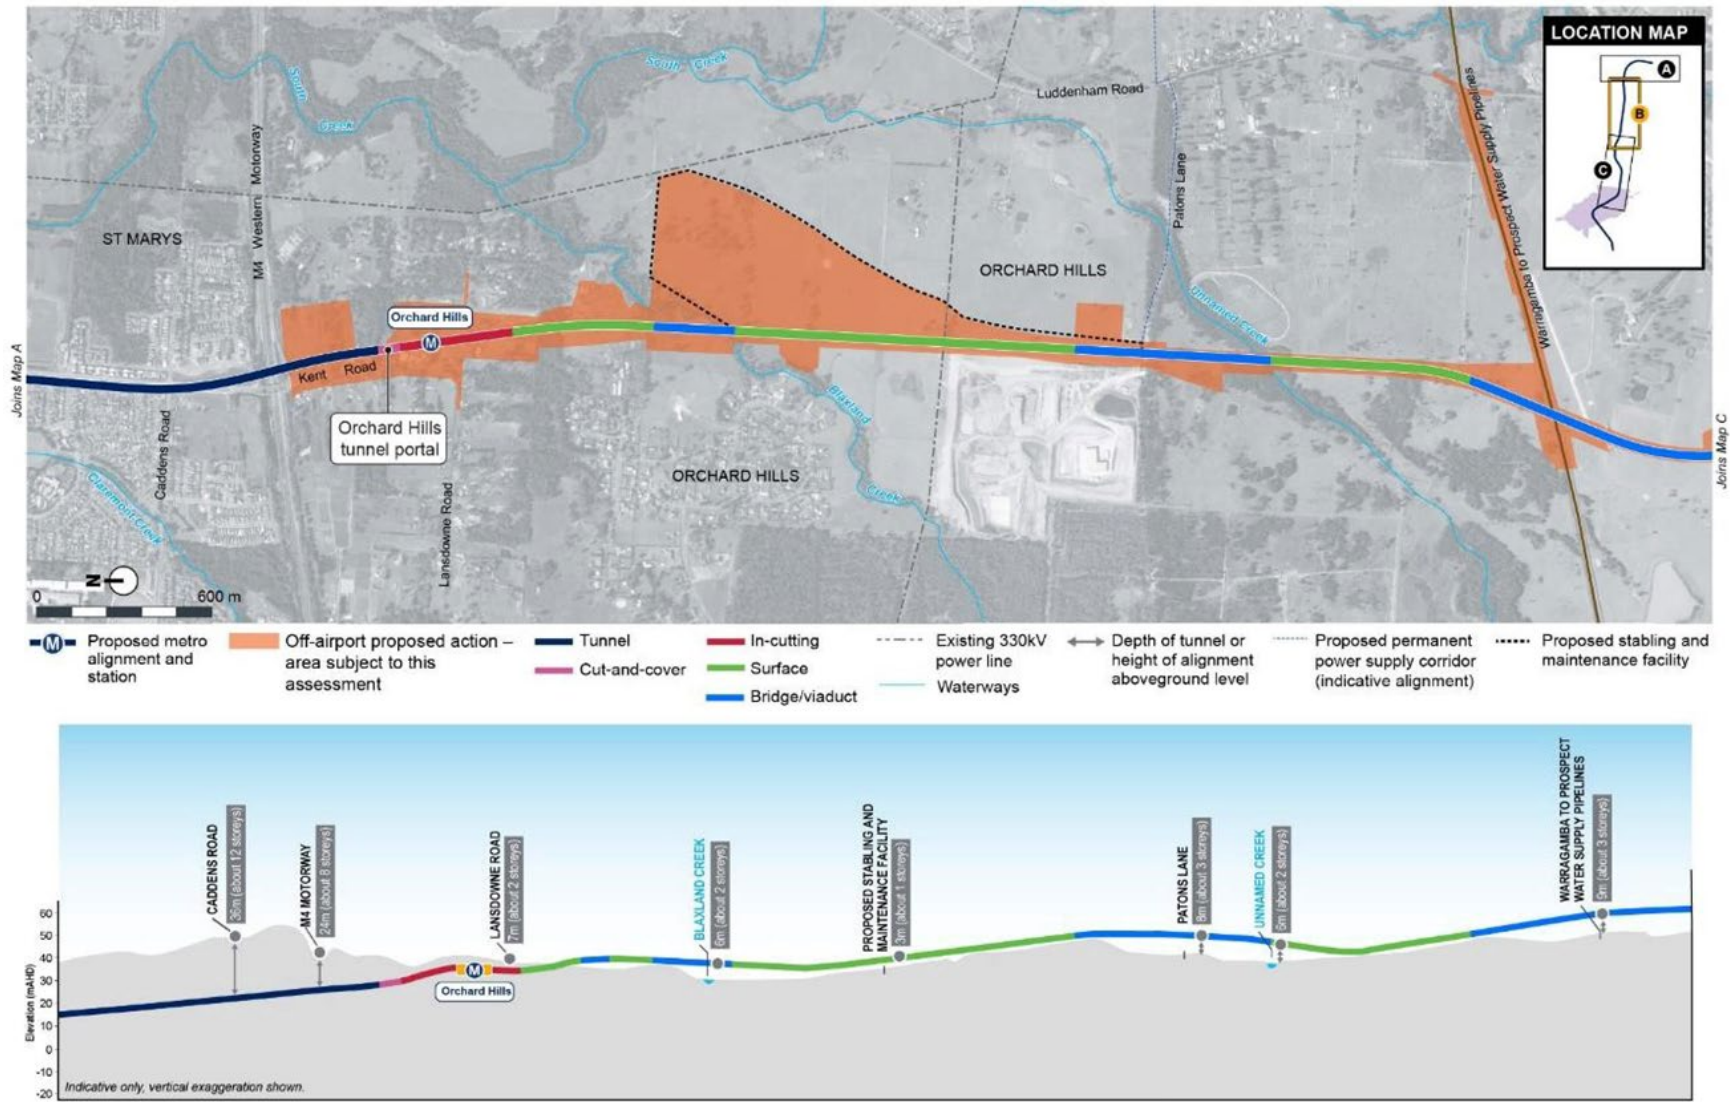 LOCATION MAP
A
B
C
South Creek
South
Creek
Luddenham Road
M4 Western Motorway
Patons Lane
Warragamba to Prospect Water Supply Pipelines
ST MARYS
ORCHARD HILLS
Unnamed Creek
Orchard Hills
M
Kent Road
Joins Map A
Orchard Hills
tunnel portal
Blaxland
Creek
Caddens Road
Joins Map C
ORCHARD HILLS
Claremont Creek
Lansdowne Road
N
0
600 m
M
Proposed metro
alignment and
station
Off-airport proposed action –
area subject to this
assessment
Tunnel
Cut-and-cover
In-cutting
Surface
Bridge/viaduct
Existing 330kV
power line
Waterways
Depth of tunnel or
height of alignment
aboveground level
Proposed permanent
power supply corridor
(indicative alignment)
Proposed stabling and
maintenance facility
CADDENS ROAD
36m (about 12 storeys)
M4 MOTORWAY
24m (about 8 storeys)
LANSDOWNE ROAD
7m (about 2 storeys)
BLAXLAND CREEK
6m (about 2 storeys)
PROPOSED STABLING AND
MAINTENANCE FACILITY
3m (about 1 storeys)
PATONS LANE
8m (about 3 storeys)
UNNAMED CREEK
6m (about 2 storeys)
WARRAGAMBA TO PROSPECT
WATER SUPPLY PIPELINES
9m (about 3 storeys)
Elevation (mAHD)
60
50
40
30
20
10
0
-10
-20
M
Orchard Hills
Indicative only, vertical exaggeration shown.